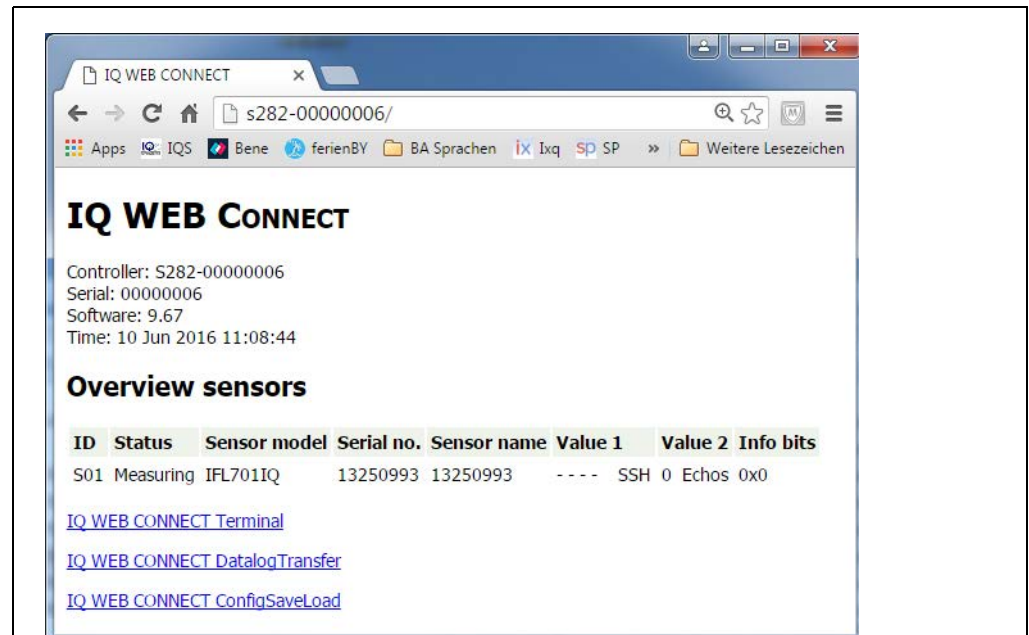 IQ WEB CONNECT
s282-00000006/
Apps IQS Bene ferienBY BA Sprachen ix Ixq SP SP » Weitere Lesezeichen
IQ WEB CONNECT
Controller: S282-00000006
Serial: 00000006
Software: 9.67
Time: 10 Jun 2016 11:08:44
Overview sensors
ID Status Sensor model Serial no. Sensor name Value 1 Value 2 Info bits
S01 Measuring IFL701IQ 13250993 13250993 - - - - SSH 0 Echos 0x0
IQ WEB CONNECT Terminal
IQ WEB CONNECT DatalogTransfer
IQ WEB CONNECT ConfigSaveLoad